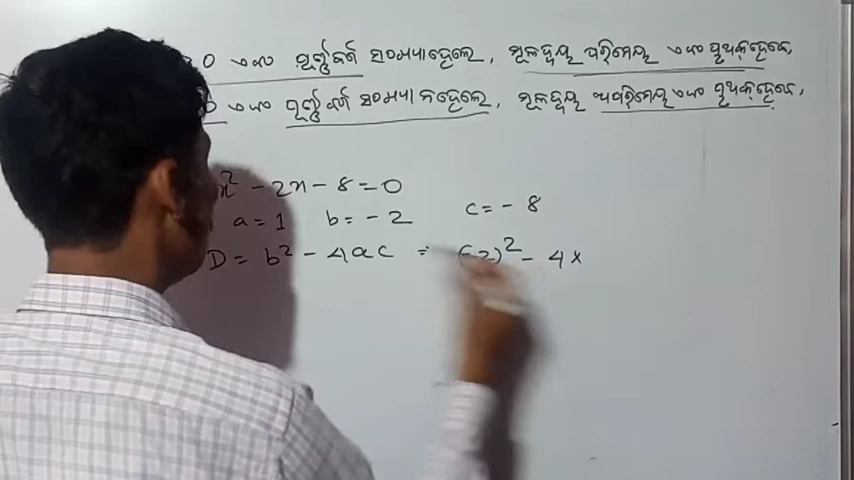 0 ଏବଂ ପୂର୍ଣ୍ଣବର୍ଗ ସଂଖ୍ୟା ହେଲେ, ମୂଳଦ୍ୱୟ ପରିମେୟ ଏବଂ ପୃଥକ୍ ହେବେ,
ଏବଂ ପୂର୍ଣ୍ଣବର୍ଗ ସଂଖ୍ୟା ନହେଲେ, ମୂଳଦ୍ୱୟ ଅପରିମେୟ ଏବଂ ପୃଥକ୍ ହେବେ,
x² - 2x - 8 = 0
a = 1 b = - 2 c = - 8
D = b² - 4ac = (-2)² - 4 ×